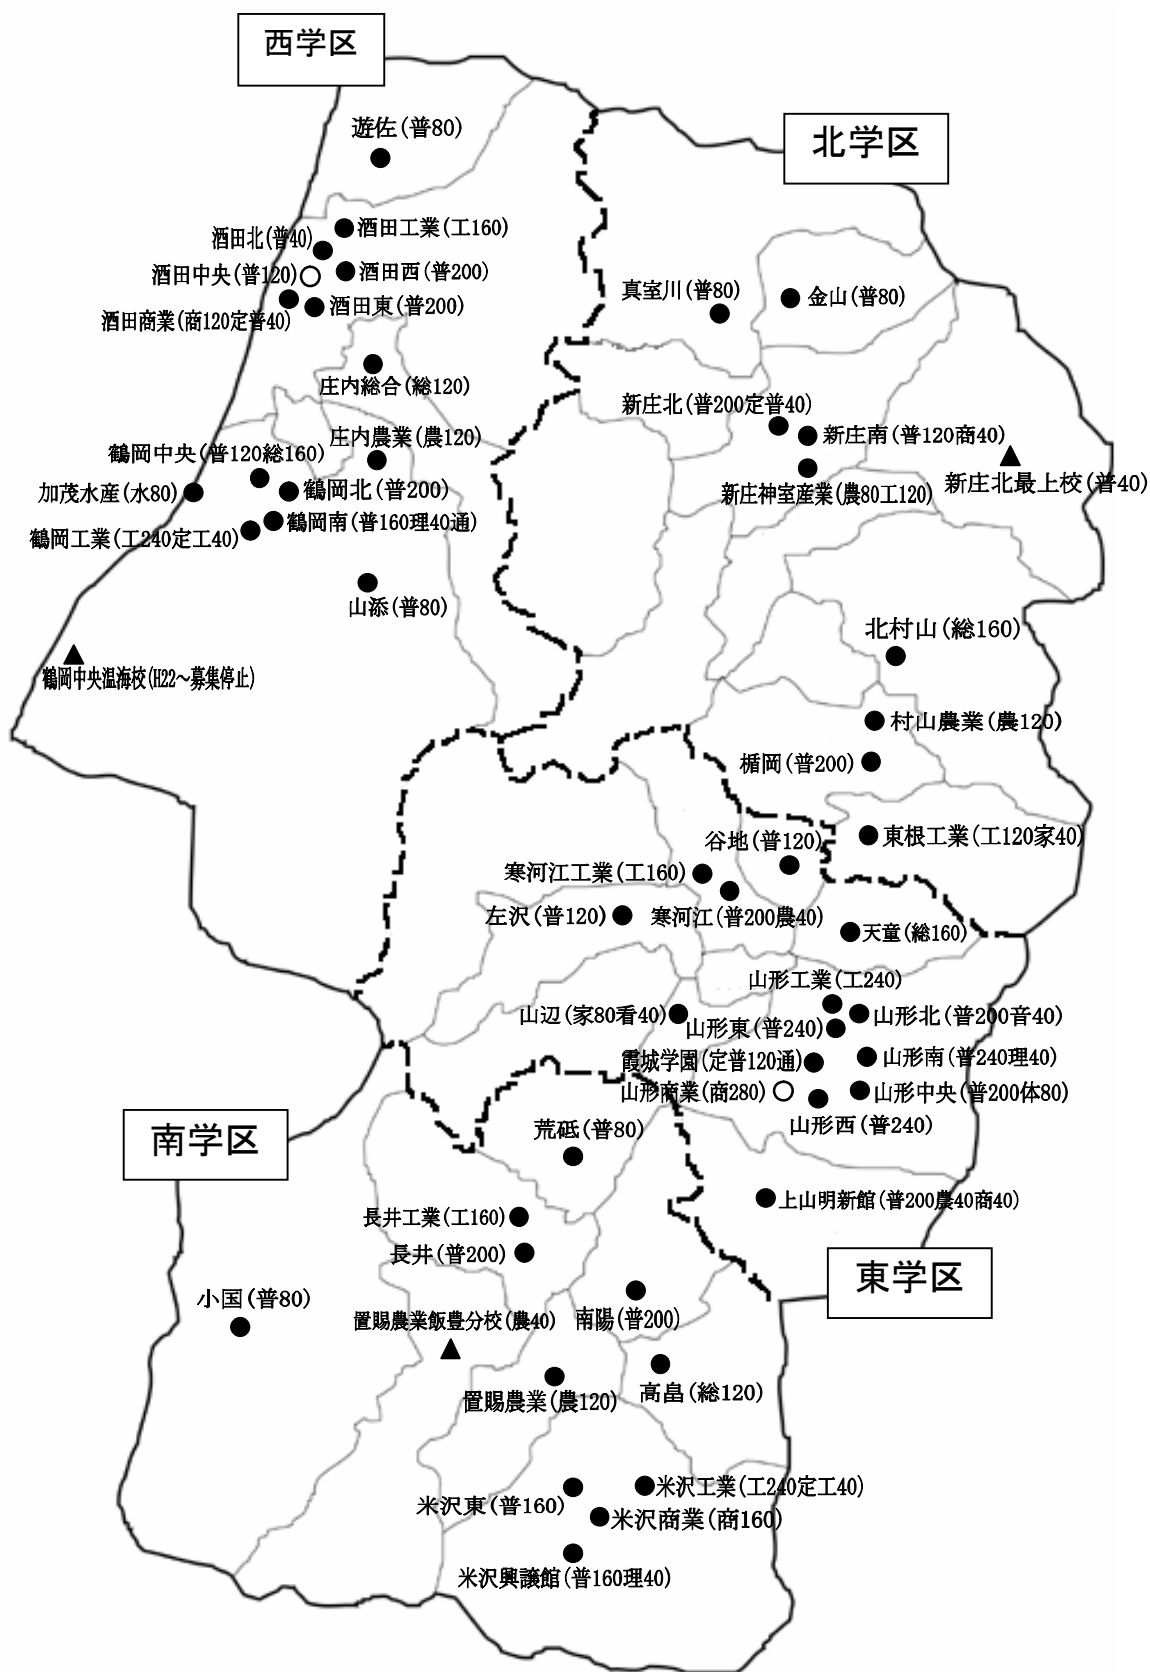 西学区
北学区
遊佐(普80)
酒田工業(工160)
酒田北(普40)
酒田中央(普120)
酒田西(普200)
酒田東(普200)
酒田商業(商120定普40)
真室川(普80)
金山(普80)
庄内総合(総120)
新庄北(普200定普40)
新庄南(普120商40)
庄内農業(農120)
鶴岡中央(普120総160)
新庄北最上校(普40)
加茂水産(水80)
鶴岡北(普200)
新庄神室産業(農80工120)
鶴岡南(普160理40通)
鶴岡工業(工240定工40)
山添(普80)
北村山(総160)
鶴岡中央温海校(H22～募集停止)
村山農業(農120)
楯岡(普200)
東根工業(工120家40)
谷地(普120)
寒河江工業(工160)
左沢(普120)
寒河江(普200農40)
天童(総160)
山形工業(工240)
山辺(家80看40)
山形東(普240)
山形北(普200音40)
霞城学園(定普120通)
山形南(普240理40)
山形商業(商280)
山形中央(普200体80)
山形西(普240)
南学区
荒砥(普80)
上山明新館(普200農40商40)
長井工業(工160)
長井(普200)
東学区
小国(普80)
置賜農業飯豊分校(農40)
南陽(普200)
高畠(総120)
置賜農業(農120)
米沢工業(工240定工40)
米沢東(普160)
米沢商業(商160)
米沢興譲館(普160理40)